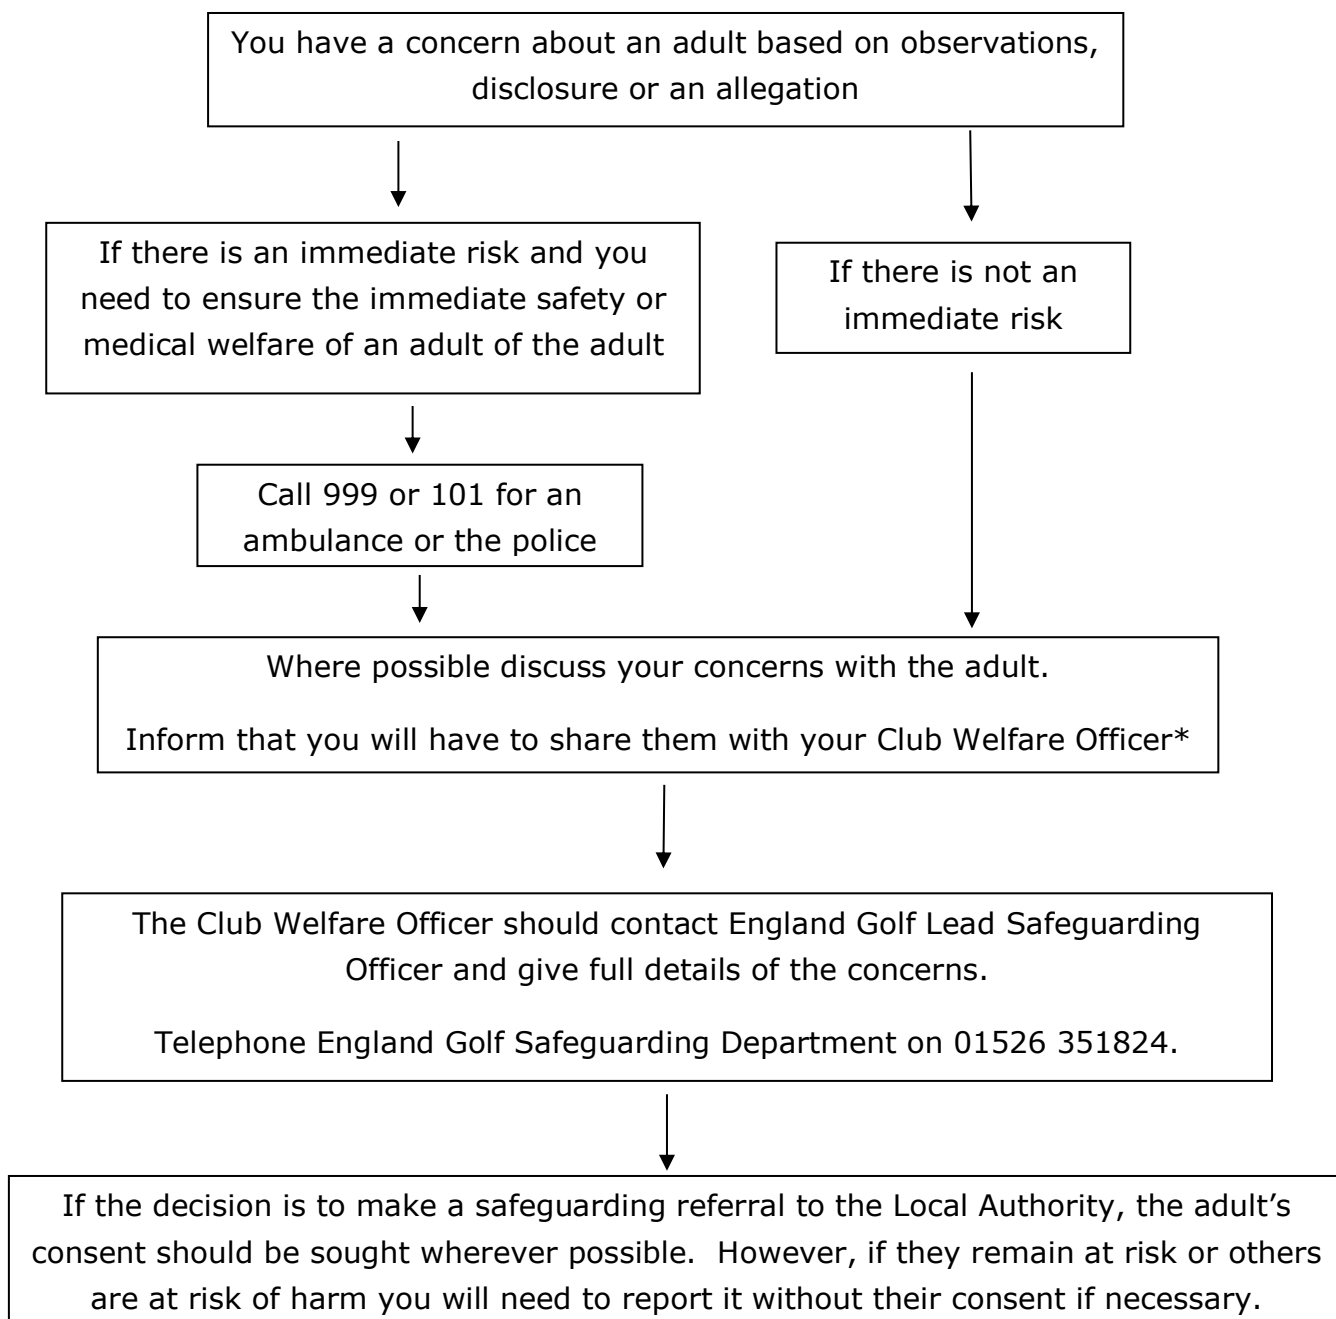 You have a concern about an adult based on observations,
disclosure or an allegation
If there is an immediate risk and you
need to ensure the immediate safety or
medical welfare of an adult of the adult
If there is not an
immediate risk
Call 999 or 101 for an
ambulance or the police
Where possible discuss your concerns with the adult.
Inform that you will have to share them with your Club Welfare Officer*
The Club Welfare Officer should contact England Golf Lead Safeguarding
Officer and give full details of the concerns.
Telephone England Golf Safeguarding Department on 01526 351824.
If the decision is to make a safeguarding referral to the Local Authority, the adult’s
consent should be sought wherever possible.  However, if they remain at risk or others
are at risk of harm you will need to report it without their consent if necessary.